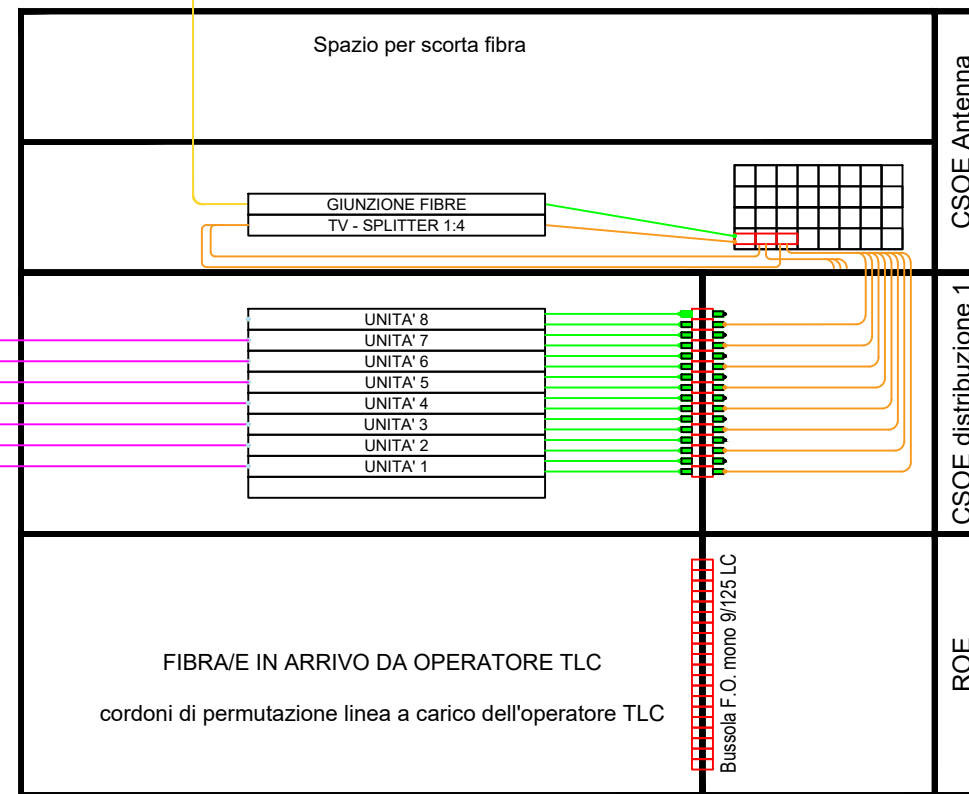 Spazio per scorta fibra
CSOE Antenna
GIUNZIONE FIBRE
TV - SPLITTER 1:4
UNITA' 8
UNITA' 7
UNITA' 6
UNITA' 5
UNITA' 4
UNITA' 3
UNITA' 2
UNITA' 1
CSOE distribuzione 1
FIBRA/E IN ARRIVO DA OPERATORE TLC
cordoni di permutazione linea a carico dell'operatore TLC
Bussola F.O. mono 9/125 LC
ROE